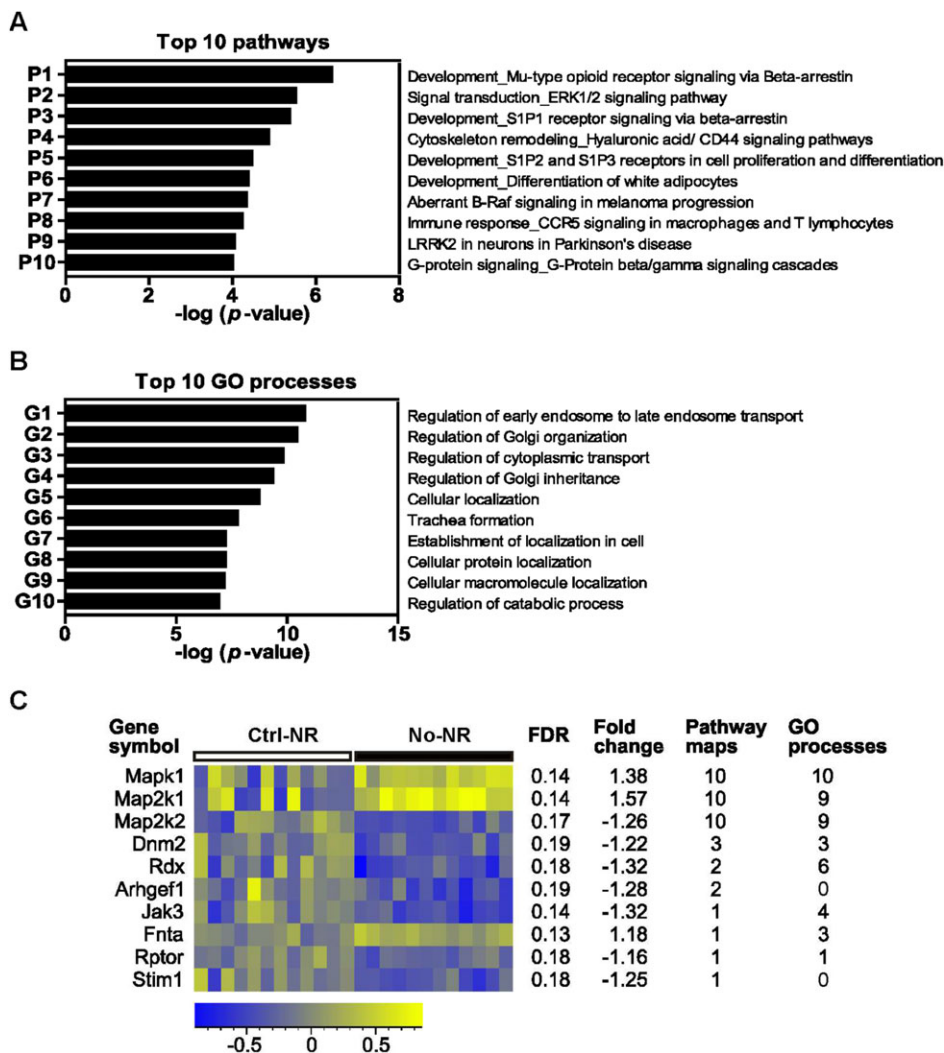 A
Top 10 pathways
P1 Development_Mu-type opioid receptor signaling via Beta-arrestin
P2 Signal transduction_ERK1/2 signaling pathway
P3 Development_S1P1 receptor signaling via beta-arrestin
P4 Cytoskeleton remodeling_Hyaluronic acid/ CD44 signaling pathways
P5 Development_S1P2 and S1P3 receptors in cell proliferation and differentiation
P6 Development_Differentiation of white adipocytes
P7 Aberrant B-Raf signaling in melanoma progression
P8 Immune response_CCR5 signaling in macrophages and T lymphocytes
P9 LRRK2 in neurons in Parkinson's disease
P10 G-protein signaling_G-Protein beta/gamma signaling cascades
0 2 4 6 8
-log (p-value)
B
Top 10 GO processes
G1 Regulation of early endosome to late endosome transport
G2 Regulation of Golgi organization
G3 Regulation of cytoplasmic transport
G4 Regulation of Golgi inheritance
G5 Cellular localization
G6 Trachea formation
G7 Establishment of localization in cell
G8 Cellular protein localization
G9 Cellular macromolecule localization
G10 Regulation of catabolic process
0 5 10 15
-log (p-value)
C
Gene symbol Ctrl-NR No-NR FDR Fold change Pathway maps GO processes
Mapk1 0.14 1.38 10 10
Map2k1 0.14 1.57 10 9
Map2k2 0.17 -1.26 10 9
Dnm2 0.19 -1.22 3 3
Rdx 0.18 -1.32 2 6
Arhgef1 0.19 -1.28 2 0
Jak3 0.14 -1.32 1 4
Fnta 0.13 1.18 1 3
Rptor 0.18 -1.16 1 1
Stim1 0.18 -1.25 1 0
-0.5 0 0.5